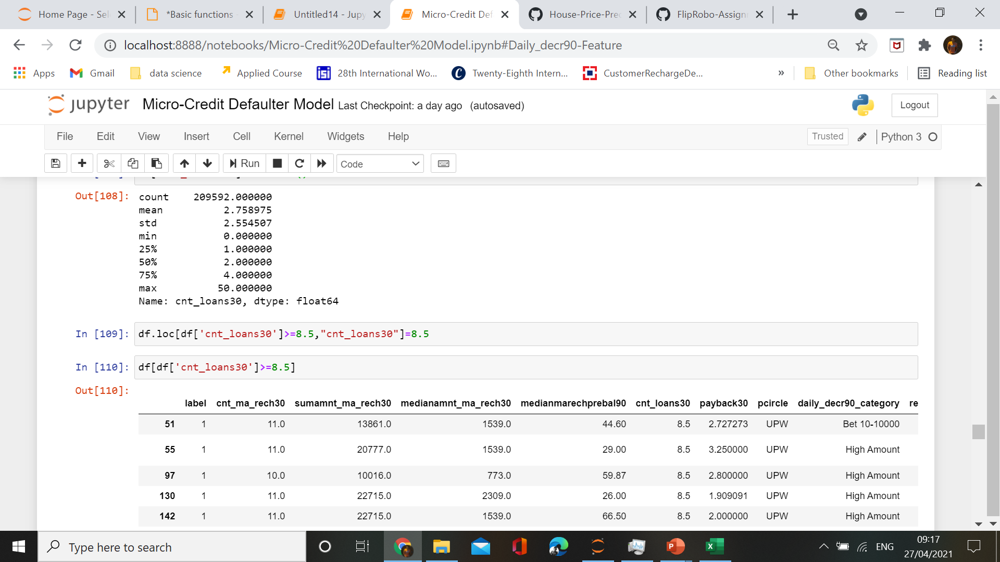 Home Page - Sel
*Basic functions -
Untitled14 - Jupy
Micro-Credit Def
House-Price-Pred
FlipRobo-Assignm
localhost:8888/notebooks/Micro-Credit%20Defaulter%20Model.ipynb#Daily_decr90-Feature
Apps
Gmail
data science
Applied Course
28th International Wo...
Twenty-Eighth Intern...
CustomerRechargeDe...
»
Other bookmarks
Reading list
jupyter Micro-Credit Defaulter Model Last Checkpoint: a day ago (autosaved)
Logout
File Edit View Insert Cell Kernel Widgets Help
Trusted
Python 3
Run
Code
Out[108]:
count 209592.000000
mean 2.758975
std 2.554507
min 0.000000
25% 1.000000
50% 2.000000
75% 4.000000
max 50.000000
Name: cnt_loans30, dtype: float64
In [109]: df.loc[df['cnt_loans30']>=8.5,"cnt_loans30"]=8.5
In [110]: df[df['cnt_loans30']>=8.5]
Out[110]:
label cnt_ma_rech30 sumamnt_ma_rech30 medianamnt_ma_rech30 medianmarechprebal90 cnt_loans30 payback30 pcircle daily_decr90_category re
51 1 11.0 13861.0 1539.0 44.60 8.5 2.727273 UPW Bet 10-10000
55 1 11.0 20777.0 1539.0 29.00 8.5 3.250000 UPW High Amount
97 1 10.0 10016.0 773.0 59.87 8.5 2.800000 UPW High Amount
130 1 11.0 22715.0 2309.0 26.00 8.5 1.909091 UPW High Amount
142 1 11.0 22715.0 1539.0 66.50 8.5 2.000000 UPW High Amount
Type here to search
ENG
09:17
27/04/2021